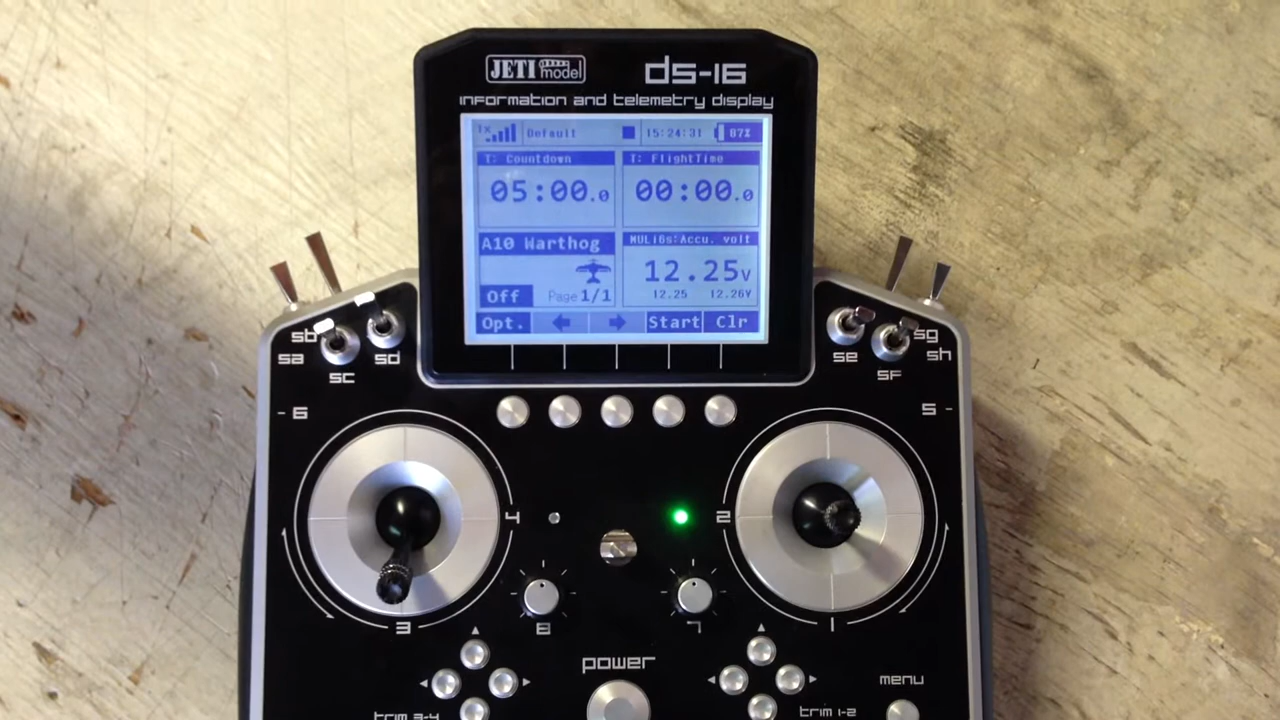 JETI model
ds-16
information and telemetry display
Tx Default 15:24:31 87%
T: Countdown
05:00.0
T: FlightTime
00:00.0
A10 Warthog
Off Page 1/1
MULi6s:Accu. volt
12.25V
12.25 12.26V
Opt. Start Clr
sb
sa
sc
sd
se
sf
sg
sh
- 6
5 -
4
2
3
8
7
1
power
menu
trim 3-4
trim 1-2